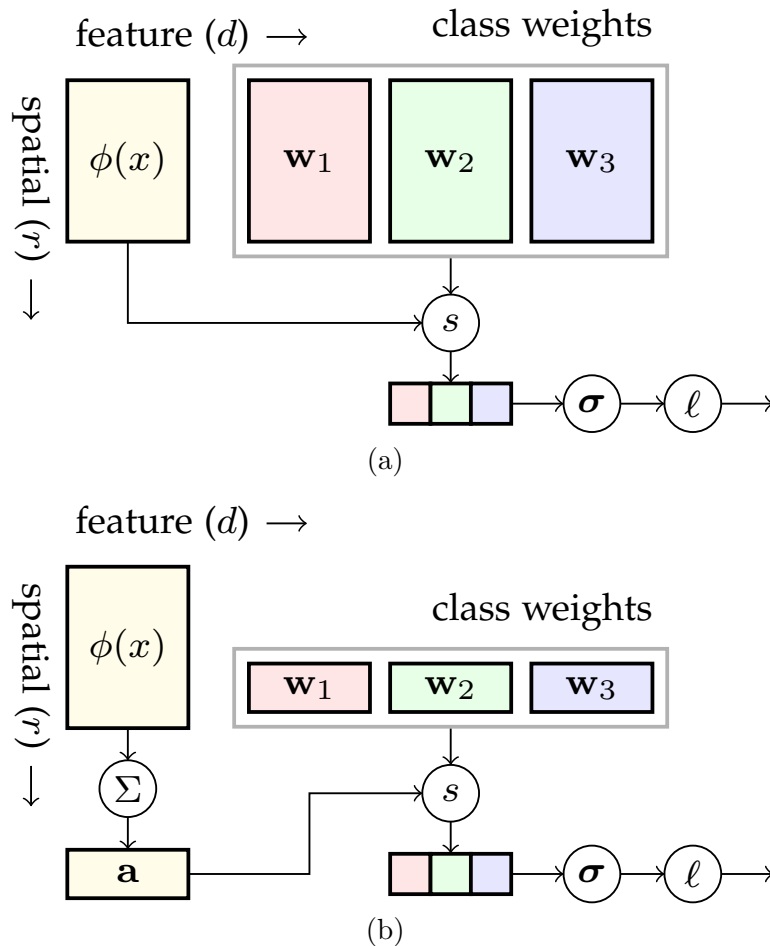 feature (d) → class weights
spatial (r) →
ϕ(x) w₁ w₂ w₃
s
σ ℓ
(a)
feature (d) →
spatial (r) →
ϕ(x)
class weights
w₁ w₂ w₃
Σ s
a σ ℓ
(b)